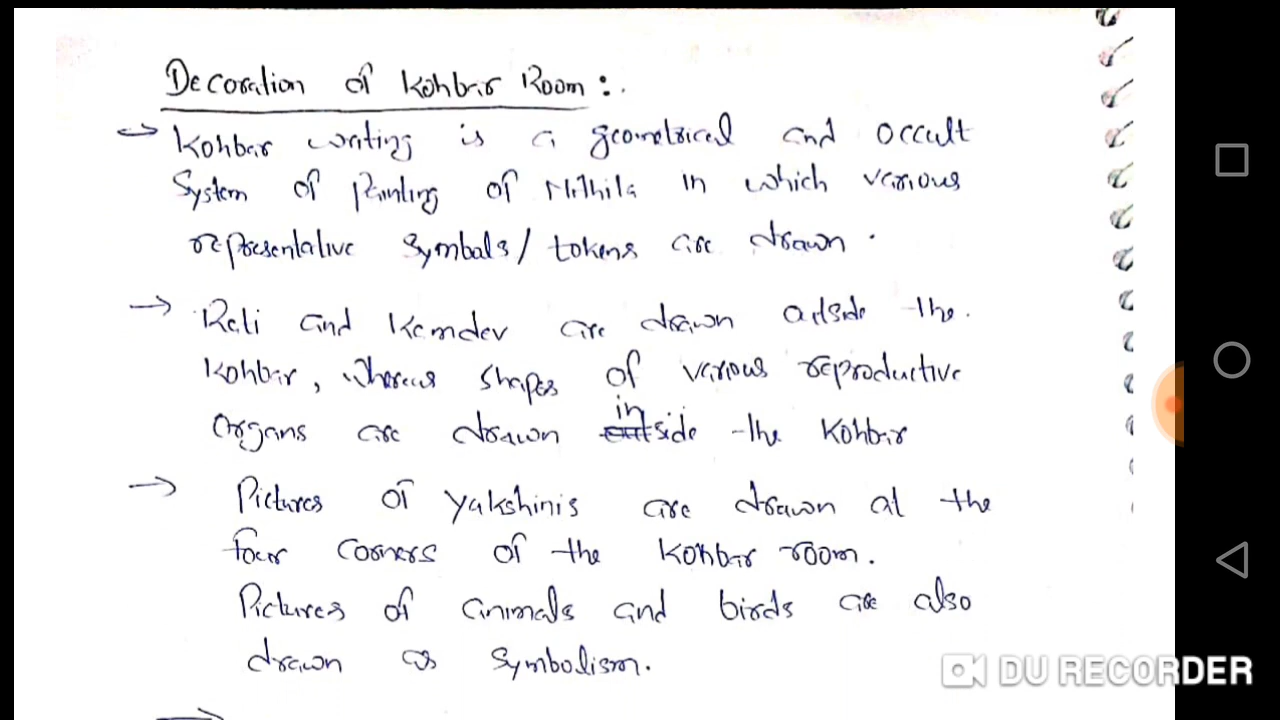 Decoration of Kohbar Room :.
→ Kohbar writing is a geometrical and occult
System of Painting of Mithila in which various
representative Symbals/ tokens are drawn.
→ Rati and Kamdev are drawn outside the.
Kohbar, whereas shapes of various reproductive
Organs are drawn inside the Kohbar
→ Pictures of Yakshinis are drawn at the
four corners of the Kohbar room.
Pictures of animals and birds are also
drawn as Symbolism.
→
DU RECORDER